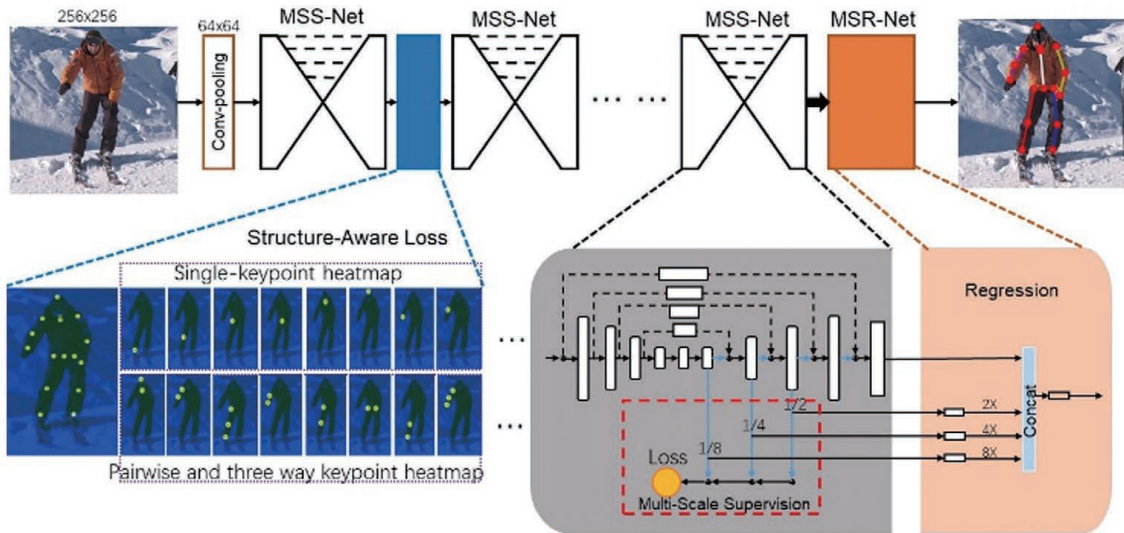 256x256
64x64
Conv-pooling
MSS-Net
MSS-Net
MSS-Net
MSR-Net
Structure-Aware Loss
Single-keypoint heatmap
Pairwise and three way keypoint heatmap
Regression
1/2
1/4
1/8
Loss
Multi-Scale Supervision
2X
4X
8X
Concat